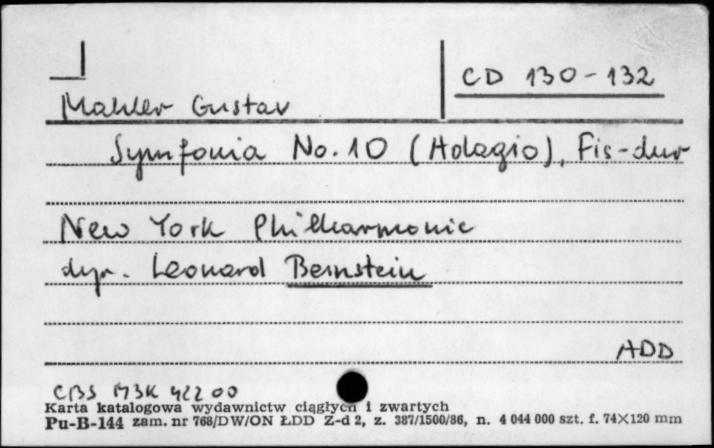 CD 130-132
Mahler Gustav
Symfonia No. 10 (Adagio), Fis-dur
New York Philharmonic
dyr. Leonard Bernstein
ADD
CBS M3K 42200
Karta katalogowa wydawnictw ciągłych i zwartych
Pu-B-144 zam. nr 768/DW/ON ŁDD Z-d 2, z. 387/1500/86, n. 4 044 000 szt. f. 74×120 mm